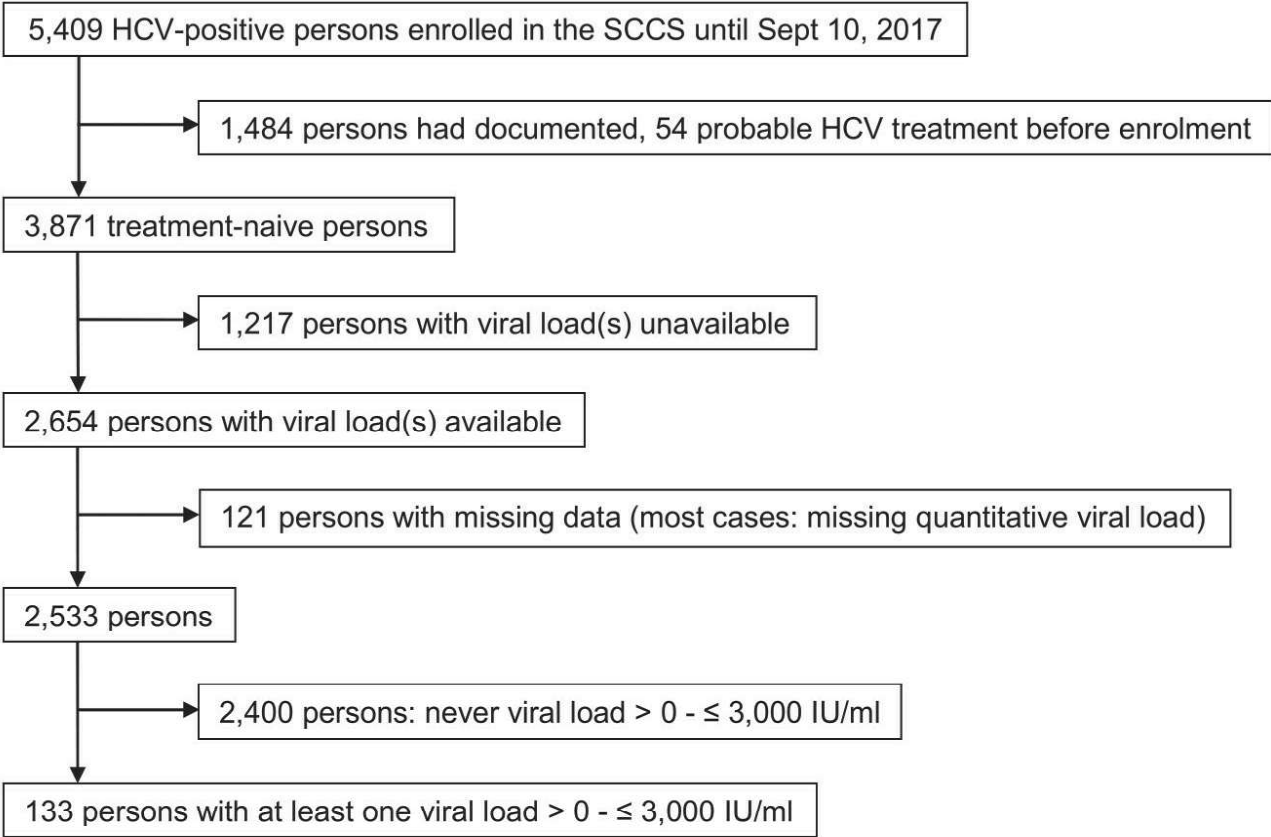 5,409 HCV-positive persons enrolled in the SCCS until Sept 10, 2017
1,484 persons had documented, 54 probable HCV treatment before enrolment
3,871 treatment-naive persons
1,217 persons with viral load(s) unavailable
2,654 persons with viral load(s) available
121 persons with missing data (most cases: missing quantitative viral load)
2,533 persons
2,400 persons: never viral load > 0 - ≤ 3,000 IU/ml
133 persons with at least one viral load > 0 - ≤ 3,000 IU/ml